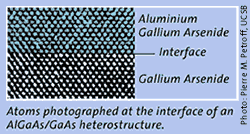 Aluminium
Gallium Arsenide
Interface
Gallium Arsenide
Atoms photographed at the interface of an
AlGaAs/GaAs heterostructure.
Photo: Pierre M. Petroff, UCSB